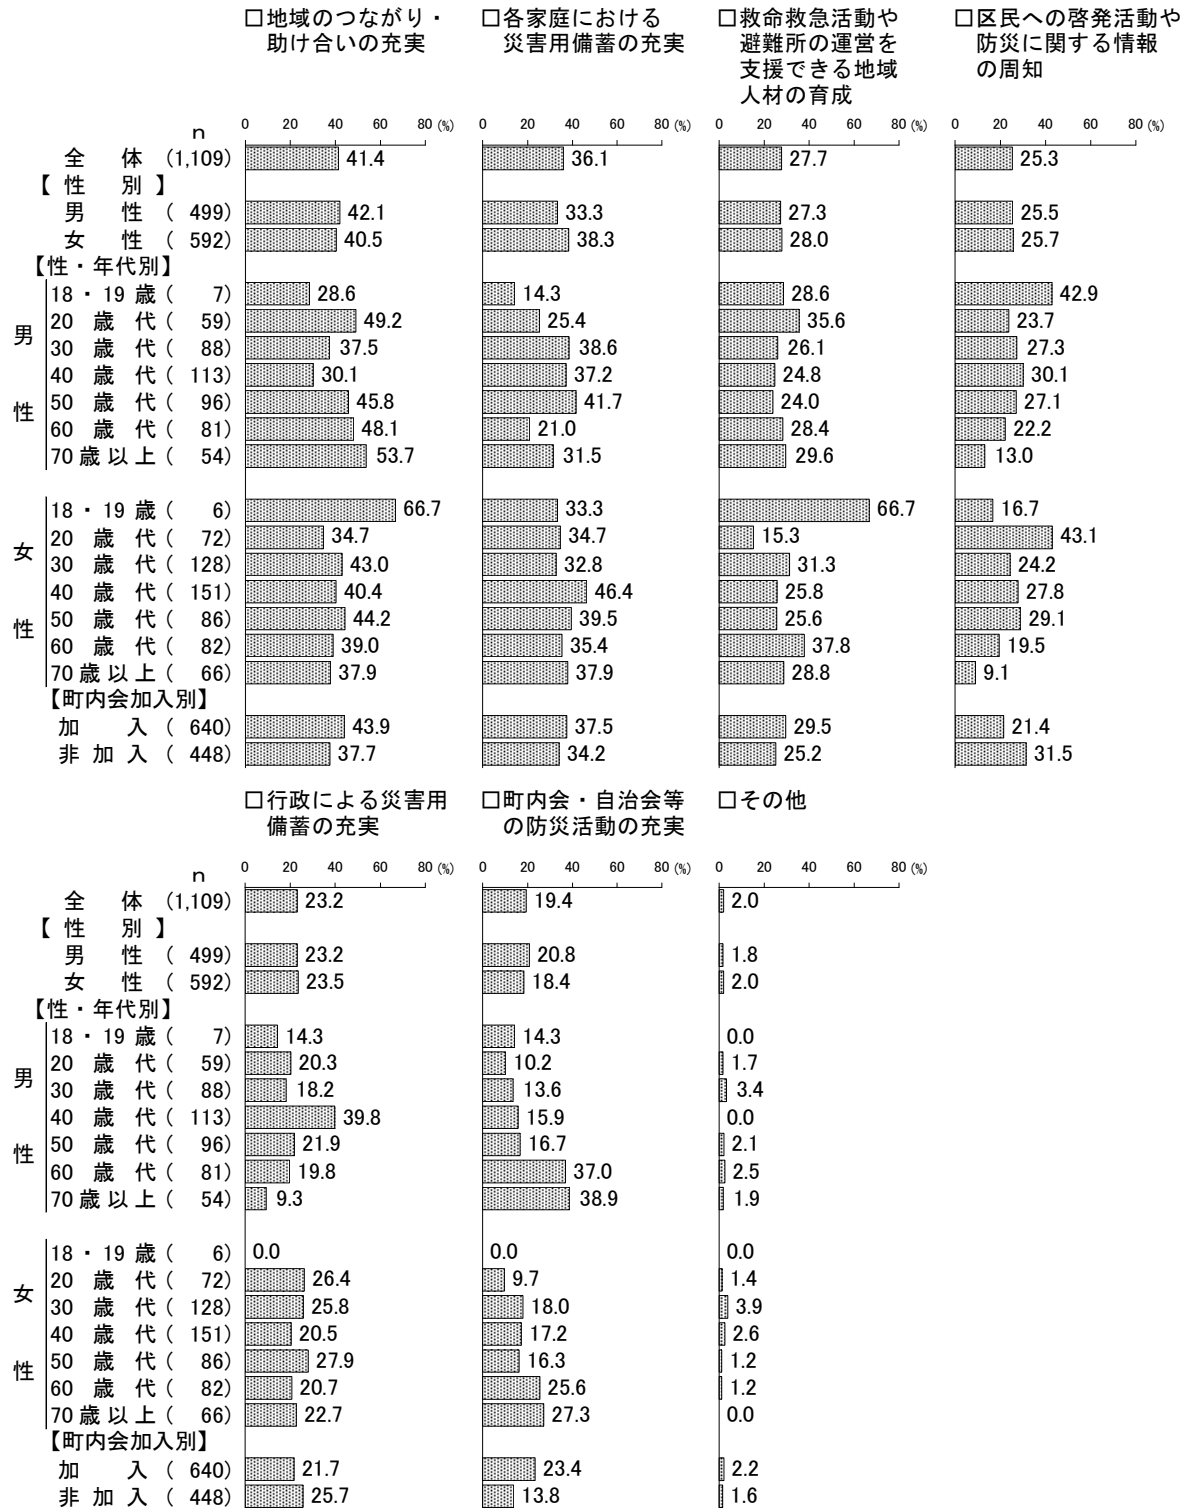 □地域のつながり・ □各家庭における □救命救急活動や □区民への啓発活動や
助け合いの充実 災害用備蓄の充実 避難所の運営を 防災に関する情報
支援できる地域 の周知
人材の育成
n 0 20 40 60 80 (%) 0 20 40 60 80 (%) 0 20 40 60 80 (%) 0 20 40 60 80 (%)
全 体 (1,109) 41.4 36.1 27.7 25.3
【 性 別 】
男 性 ( 499) 42.1 33.3 27.3 25.5
女 性 ( 592) 40.5 38.3 28.0 25.7
【性・年代別】
男性
18・19歳 ( 7) 28.6 14.3 28.6 42.9
20 歳 代 ( 59) 49.2 25.4 35.6 23.7
30 歳 代 ( 88) 37.5 38.6 26.1 27.3
40 歳 代 ( 113) 30.1 37.2 24.8 30.1
50 歳 代 ( 96) 45.8 41.7 24.0 27.1
60 歳 代 ( 81) 48.1 21.0 28.4 22.2
70歳以上 ( 54) 53.7 31.5 29.6 13.0
女性
18・19歳 ( 6) 66.7 33.3 66.7 16.7
20 歳 代 ( 72) 34.7 34.7 15.3 43.1
30 歳 代 ( 128) 43.0 32.8 31.3 24.2
40 歳 代 ( 151) 40.4 46.4 25.8 27.8
50 歳 代 ( 86) 44.2 39.5 25.6 29.1
60 歳 代 ( 82) 39.0 35.4 37.8 19.5
70歳以上 ( 66) 37.9 37.9 28.8 9.1
【町内会加入別】
加 入 ( 640) 43.9 37.5 29.5 21.4
非 加 入 ( 448) 37.7 34.2 25.2 31.5
□行政による災害用 □町内会・自治会等 □その他
備蓄の充実 の防災活動の充実
n 0 20 40 60 80 (%) 0 20 40 60 80 (%) 0 20 40 60 80 (%)
全 体 (1,109) 23.2 19.4 2.0
【 性 別 】
男 性 ( 499) 23.2 20.8 1.8
女 性 ( 592) 23.5 18.4 2.0
【性・年代別】
男性
18・19歳 ( 7) 14.3 14.3 0.0
20 歳 代 ( 59) 20.3 10.2 1.7
30 歳 代 ( 88) 18.2 13.6 3.4
40 歳 代 ( 113) 39.8 15.9 0.0
50 歳 代 ( 96) 21.9 16.7 2.1
60 歳 代 ( 81) 19.8 37.0 2.5
70歳以上 ( 54) 9.3 38.9 1.9
女性
18・19歳 ( 6) 0.0 0.0 0.0
20 歳 代 ( 72) 26.4 9.7 1.4
30 歳 代 ( 128) 25.8 18.0 3.9
40 歳 代 ( 151) 20.5 17.2 2.6
50 歳 代 ( 86) 27.9 16.3 1.2
60 歳 代 ( 82) 20.7 25.6 1.2
70歳以上 ( 66) 22.7 27.3 0.0
【町内会加入別】
加 入 ( 640) 21.7 23.4 2.2
非 加 入 ( 448) 25.7 13.8 1.6